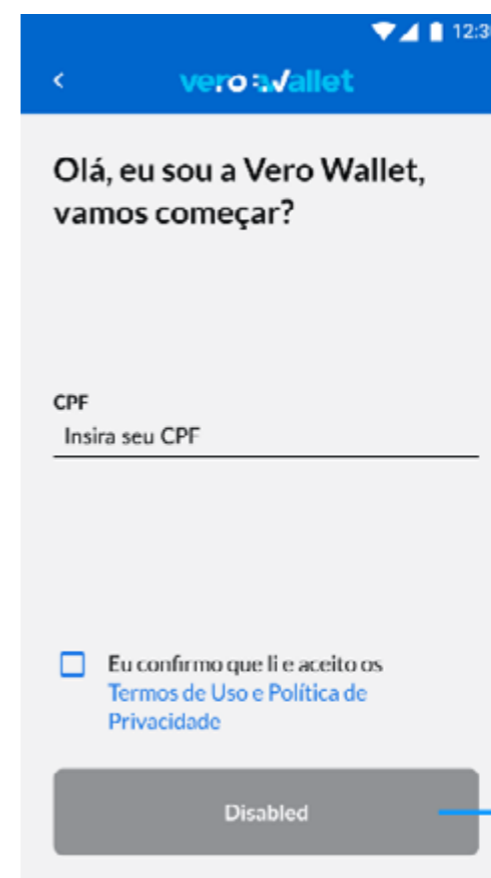 12:3
vero wallet
Olá, eu sou a Vero Wallet,
vamos começar?
CPF
Insira seu CPF
Eu confirmo que li e aceito os
Termos de Uso e Política de
Privacidade
Disabled